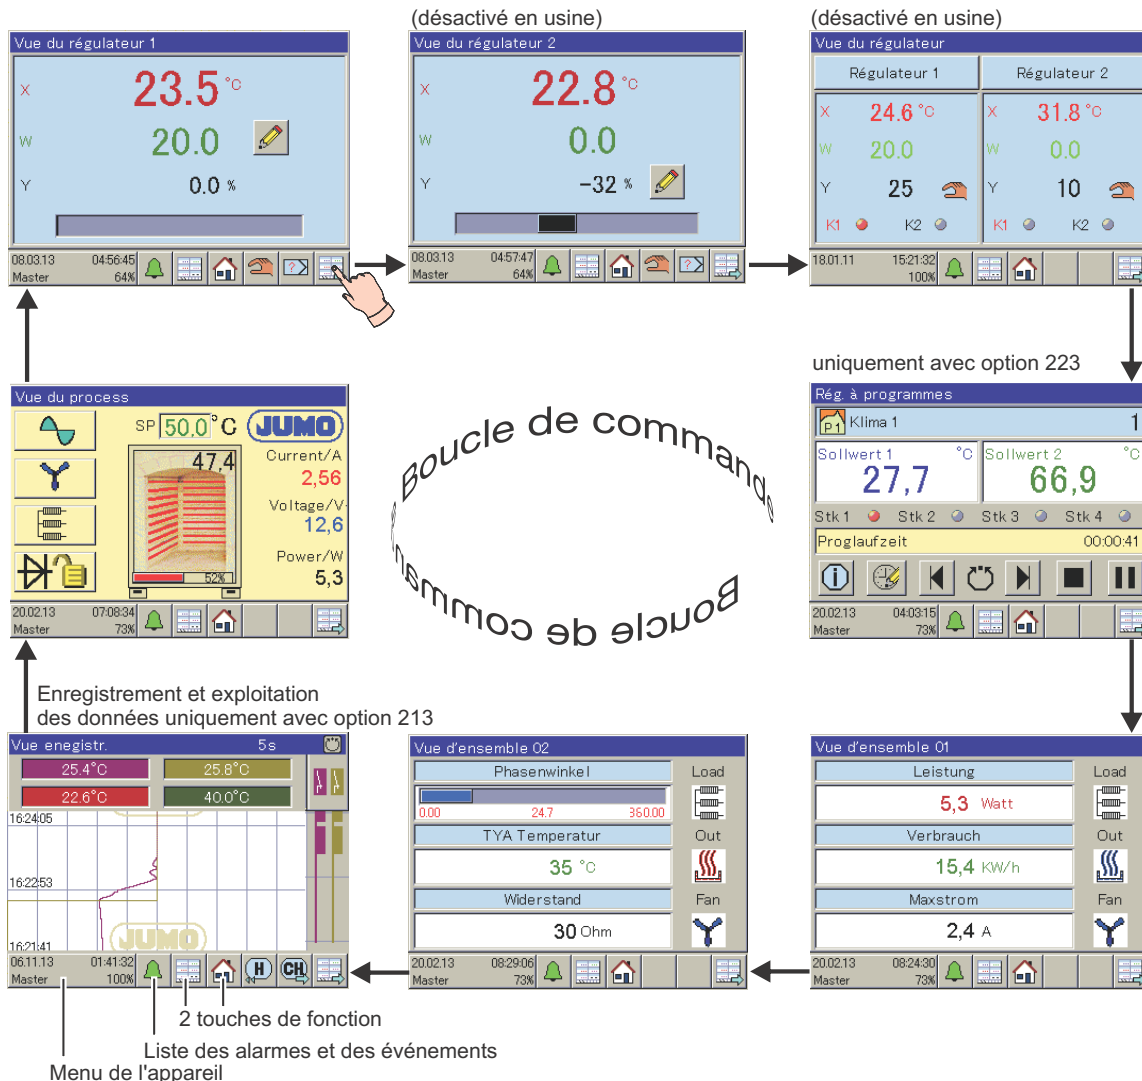 (désactivé en usine)
(désactivé en usine)
Vue du régulateur 1
X 23.5 °C
W 20.0
Y 0.0 %
08.03.13 04:56:45
Master 64%
Vue du régulateur 2
X 22.8 °C
W 0.0
Y -32 %
08.03.13 04:57:47
Master 64%
Vue du régulateur
Régulateur 1 Régulateur 2
X 24.6 °C X 31.8 °C
W 20.0 W 0.0
Y 25 Y 10
K1 K2 K1 K2
18.01.11 15:21:32
100%
uniquement avec option 223
Rég. à programmes
P1 Klima 1 1
Sollwert 1 °C Sollwert 2 °C
27,7 66,9
Stk 1 Stk 2 Stk 3 Stk 4
Proglaufzeit 00:00:41
20.02.13 04:03:15
Master 73%
Vue du process
SP 50,0 °C JUMO
47,4
Current/A
2,56
Voltage/V
12,6
Power/W
5,3
52%
20.02.13 07:08:34
Master 73%
Boucle de commande
Boucle de comman
Enregistrement et exploitation
des données uniquement avec option 213
Vue enegistr. 5s
25.4°C 25.8°C
22.6°C 40.0°C
16:24:05
16:22:53
16:21:41
JUMO
06.11.13 01:41:32
Master 100%
H CH
Vue d'ensemble 02
Phasenwinkel Load
0.00 24.7 360.00
TYA Temperatur Out
35 °C
Widerstand Fan
30 Ohm
20.02.13 08:29:06
Master 73%
Vue d'ensemble 01
Leistung Load
5,3 Watt
Verbrauch Out
15,4 KW/h
Maxstrom Fan
2,4 A
20.02.13 08:24:30
Master 73%
2 touches de fonction
Liste des alarmes et des événements
Menu de l'appareil